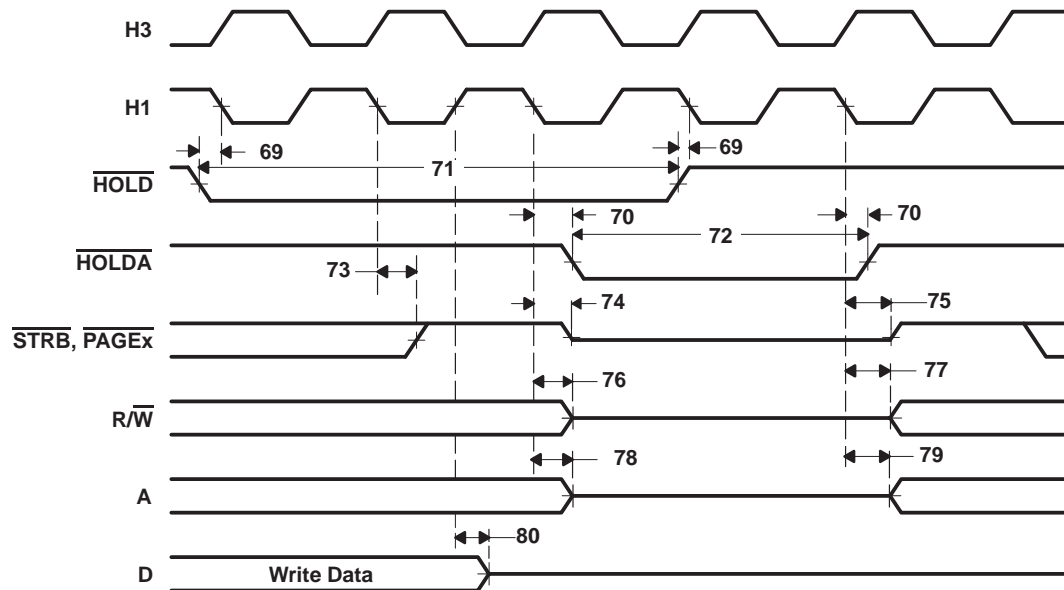 H3
H1
69
71
69
HOLD
70
72
70
HOLDA
73
74
75
STRB, PAGEx
76
77
R/W
78
79
A
80
D
Write Data